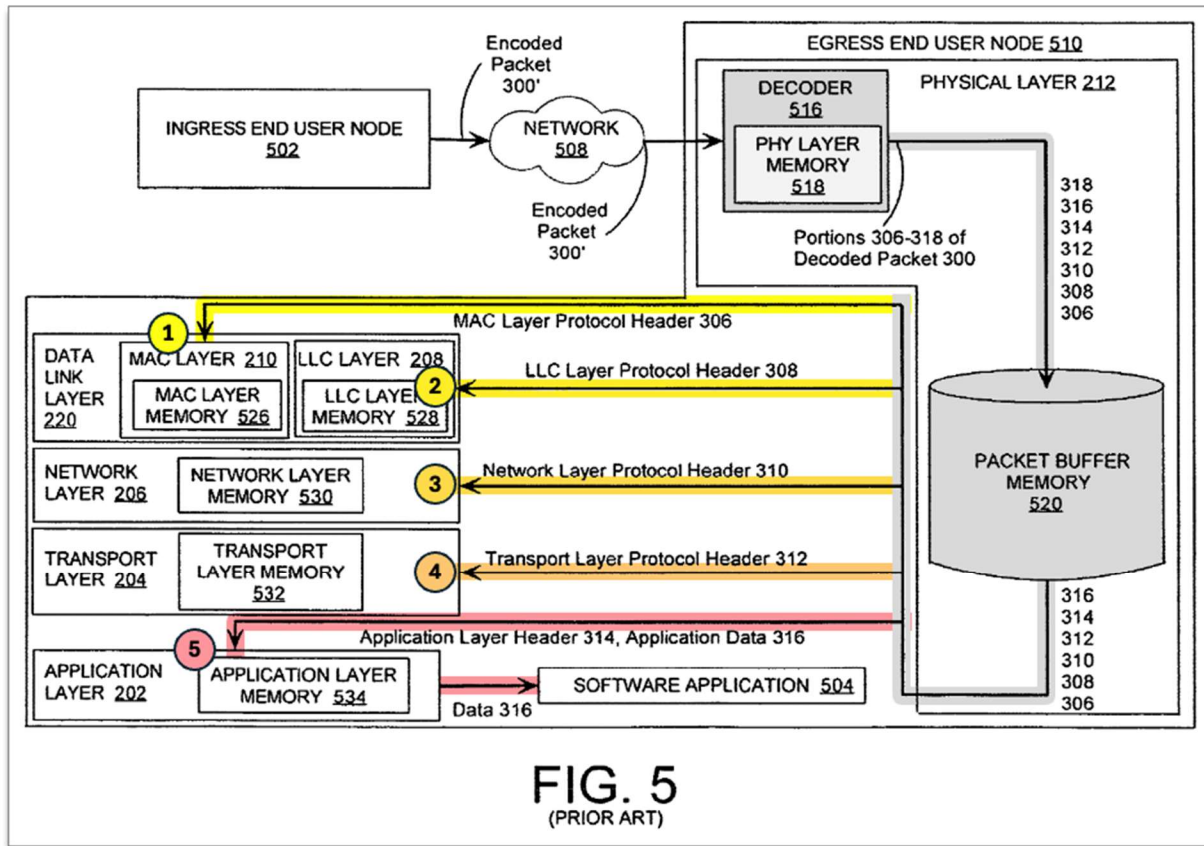 EGRESS END USER NODE 510
PHYSICAL LAYER 212
Encoded
Packet
300'
INGRESS END USER NODE
502
NETWORK
508
Encoded
Packet
300'
DECODER
516
PHY LAYER
MEMORY
518
Portions 306-318 of
Decoded Packet 300
318
316
314
312
310
308
306
1
MAC Layer Protocol Header 306
DATA
LINK
LAYER
220
MAC LAYER 210
MAC LAYER
MEMORY 526
LLC LAYER 208
LLC LAYER
MEMORY 528
2
LLC Layer Protocol Header 308
NETWORK
LAYER 206
NETWORK LAYER
MEMORY 530
3
Network Layer Protocol Header 310
PACKET BUFFER
MEMORY
520
TRANSPORT
LAYER 204
TRANSPORT
LAYER MEMORY
532
4
Transport Layer Protocol Header 312
316
314
312
310
308
306
5
Application Layer Header 314, Application Data 316
APPLICATION
LAYER 202
APPLICATION LAYER
MEMORY 534
Data 316
SOFTWARE APPLICATION 504
FIG. 5
(PRIOR ART)